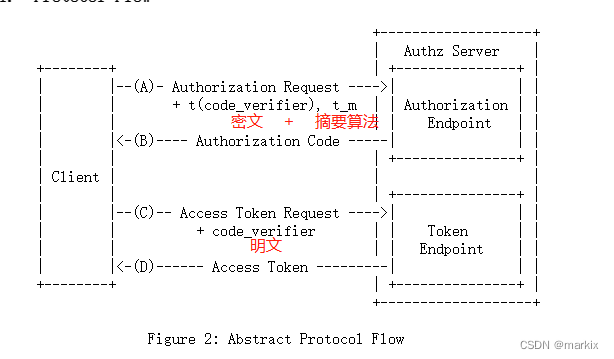 1. Protocol Flow
Authz Server
--(A)- Authorization Request ---->
+ t(code_verifier), t_m
密文 + 摘要算法
Authorization
Endpoint
<-(B)---- Authorization Code -----
Client
--(C)-- Access Token Request ---->
+ code_verifier
明文
Token
Endpoint
<-(D)------ Access Token ---------
Figure 2: Abstract Protocol Flow
CSDN @markix